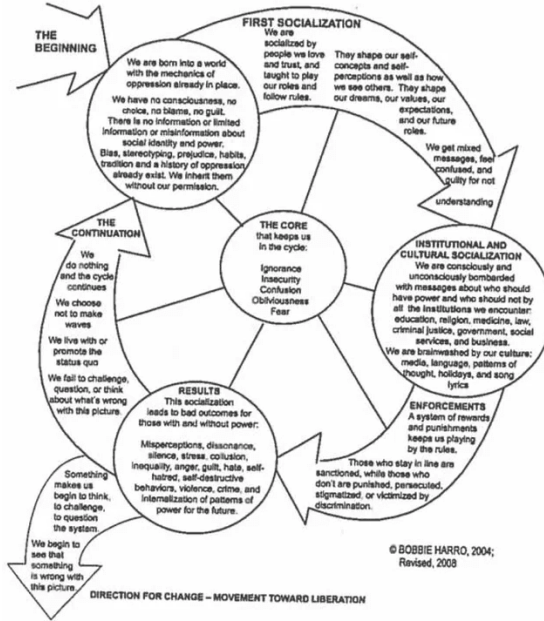 THE
BEGINNING
We are born into a world
with the mechanics of
oppression already in place.
We have no consciousness, no
choice, no blame, no guilt.
There is no information or limited
information or misinformation about
social identity and power.
Bias, stereotyping, prejudice, habits,
tradition and a history of oppression
already exist. We inherit them
without our permission.
FIRST SOCIALIZATION
We are
socialized by
people we love
and trust, and
taught to play
our roles and
follow rules.
They shape our self-
concepts and self-
perceptions as well as how
we see others. They shape
our dreams, our values, our
expectations,
and our future
roles.
We get mixed
messages, feel
confused, and
guilty for not
understanding
INSTITUTIONAL AND
CULTURAL SOCIALIZATION
We are consciously and
unconsciously bombarded
with messages about who should
have power and who should not by
all the institutions we encounter:
education, religion, medicine, law,
criminal justice, government, social
services, and business.
We are brainwashed by our culture:
media, language, patterns of
thought, holidays, and song
lyrics
ENFORCEMENTS
A system of rewards
and punishments
keeps us playing
by the rules.
Those who stay in line are
sanctioned, while those who
don't are punished, persecuted,
stigmatized, or victimized by
discrimination.
RESULTS
This socialization
leads to bad outcomes for
those with and without power:
Misperceptions, dissonance,
silence, stress, collusion,
inequality, anger, guilt, hate, self-
hatred, self-destructive
behaviors, violence, crime, and
internalization of patterns of
power for the future.
THE
CONTINUATION
We
do nothing
and the cycle
continues
We choose
not to make
waves
We live with or
promote the
status quo
We fail to challenge,
question, or think
about what's wrong
with this picture.
THE CORE
that keeps us
in the cycle:
Ignorance
Insecurity
Confusion
Obliviousness
Fear
Something
makes us
begin to think,
to challenge,
to question
the system.
We begin to
see that
something
is wrong with
this picture.
© BOBBIE HARRO, 2004;
Revised, 2008
DIRECTION FOR CHANGE – MOVEMENT TOWARD LIBERATION